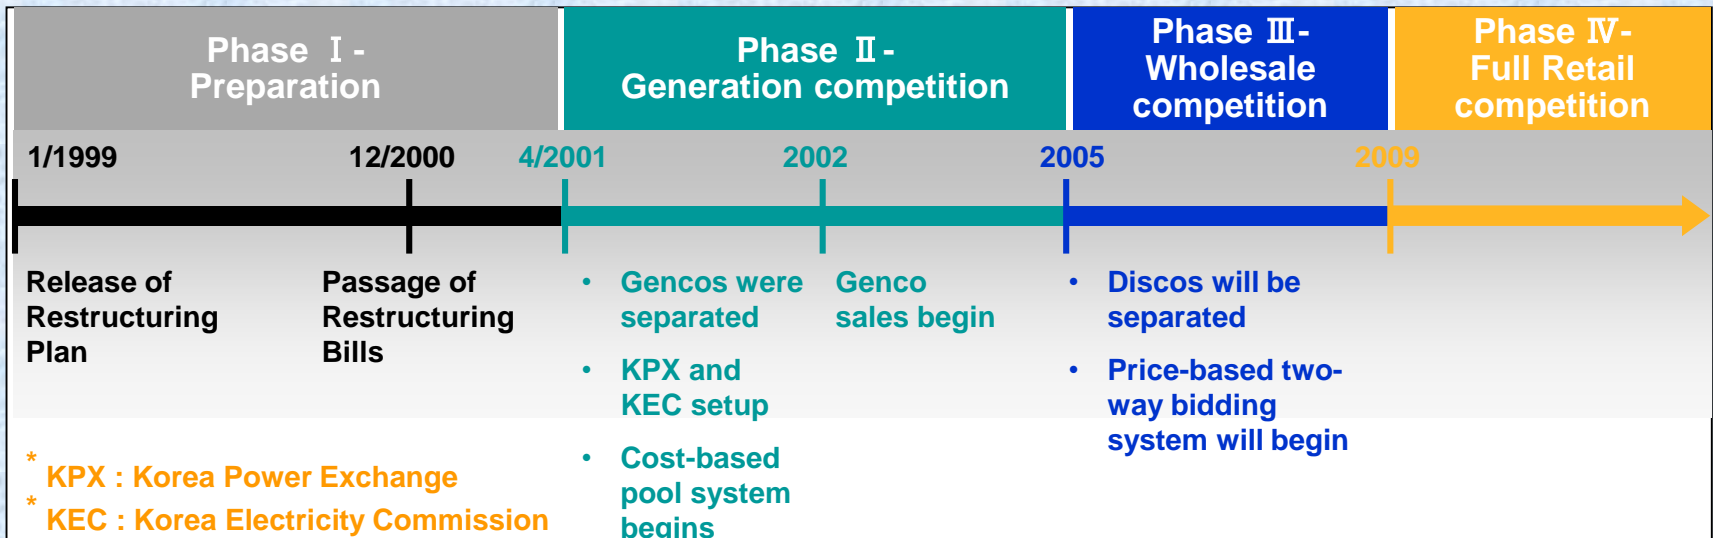 Phase Ⅰ-
Preparation
Phase Ⅱ-
Generation competition
Phase Ⅲ-
Wholesale
competition
Phase Ⅳ-
Full Retail
competition
1/1999
12/2000
4/2001
2002
2005
2009
Release of
Restructuring
Plan
Passage of
Restructuring
Bills
• Gencos were
separated
• KPX and
KEC setup
• Cost-based
pool system
begins
Genco
sales begin
• Discos will be
separated
• Price-based two-
way bidding
system will begin
* KPX : Korea Power Exchange
* KEC : Korea Electricity Commission